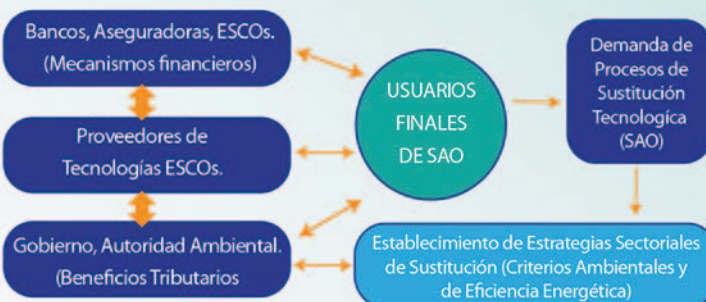 Bancos, Aseguradoras, ESCOs.
(Mecanismos financieros)
Proveedores de
Tecnologías ESCOs.
Gobierno, Autoridad Ambiental.
(Beneficios Tributarios
USUARIOS
FINALES
DE SAO
Demanda de
Procesos de
Sustitución
Tecnologíca
(SAO)
Establecimiento de Estrategias Sectoriales
de Sustitución (Criterios Ambientales y
de Eficiencia Energética)